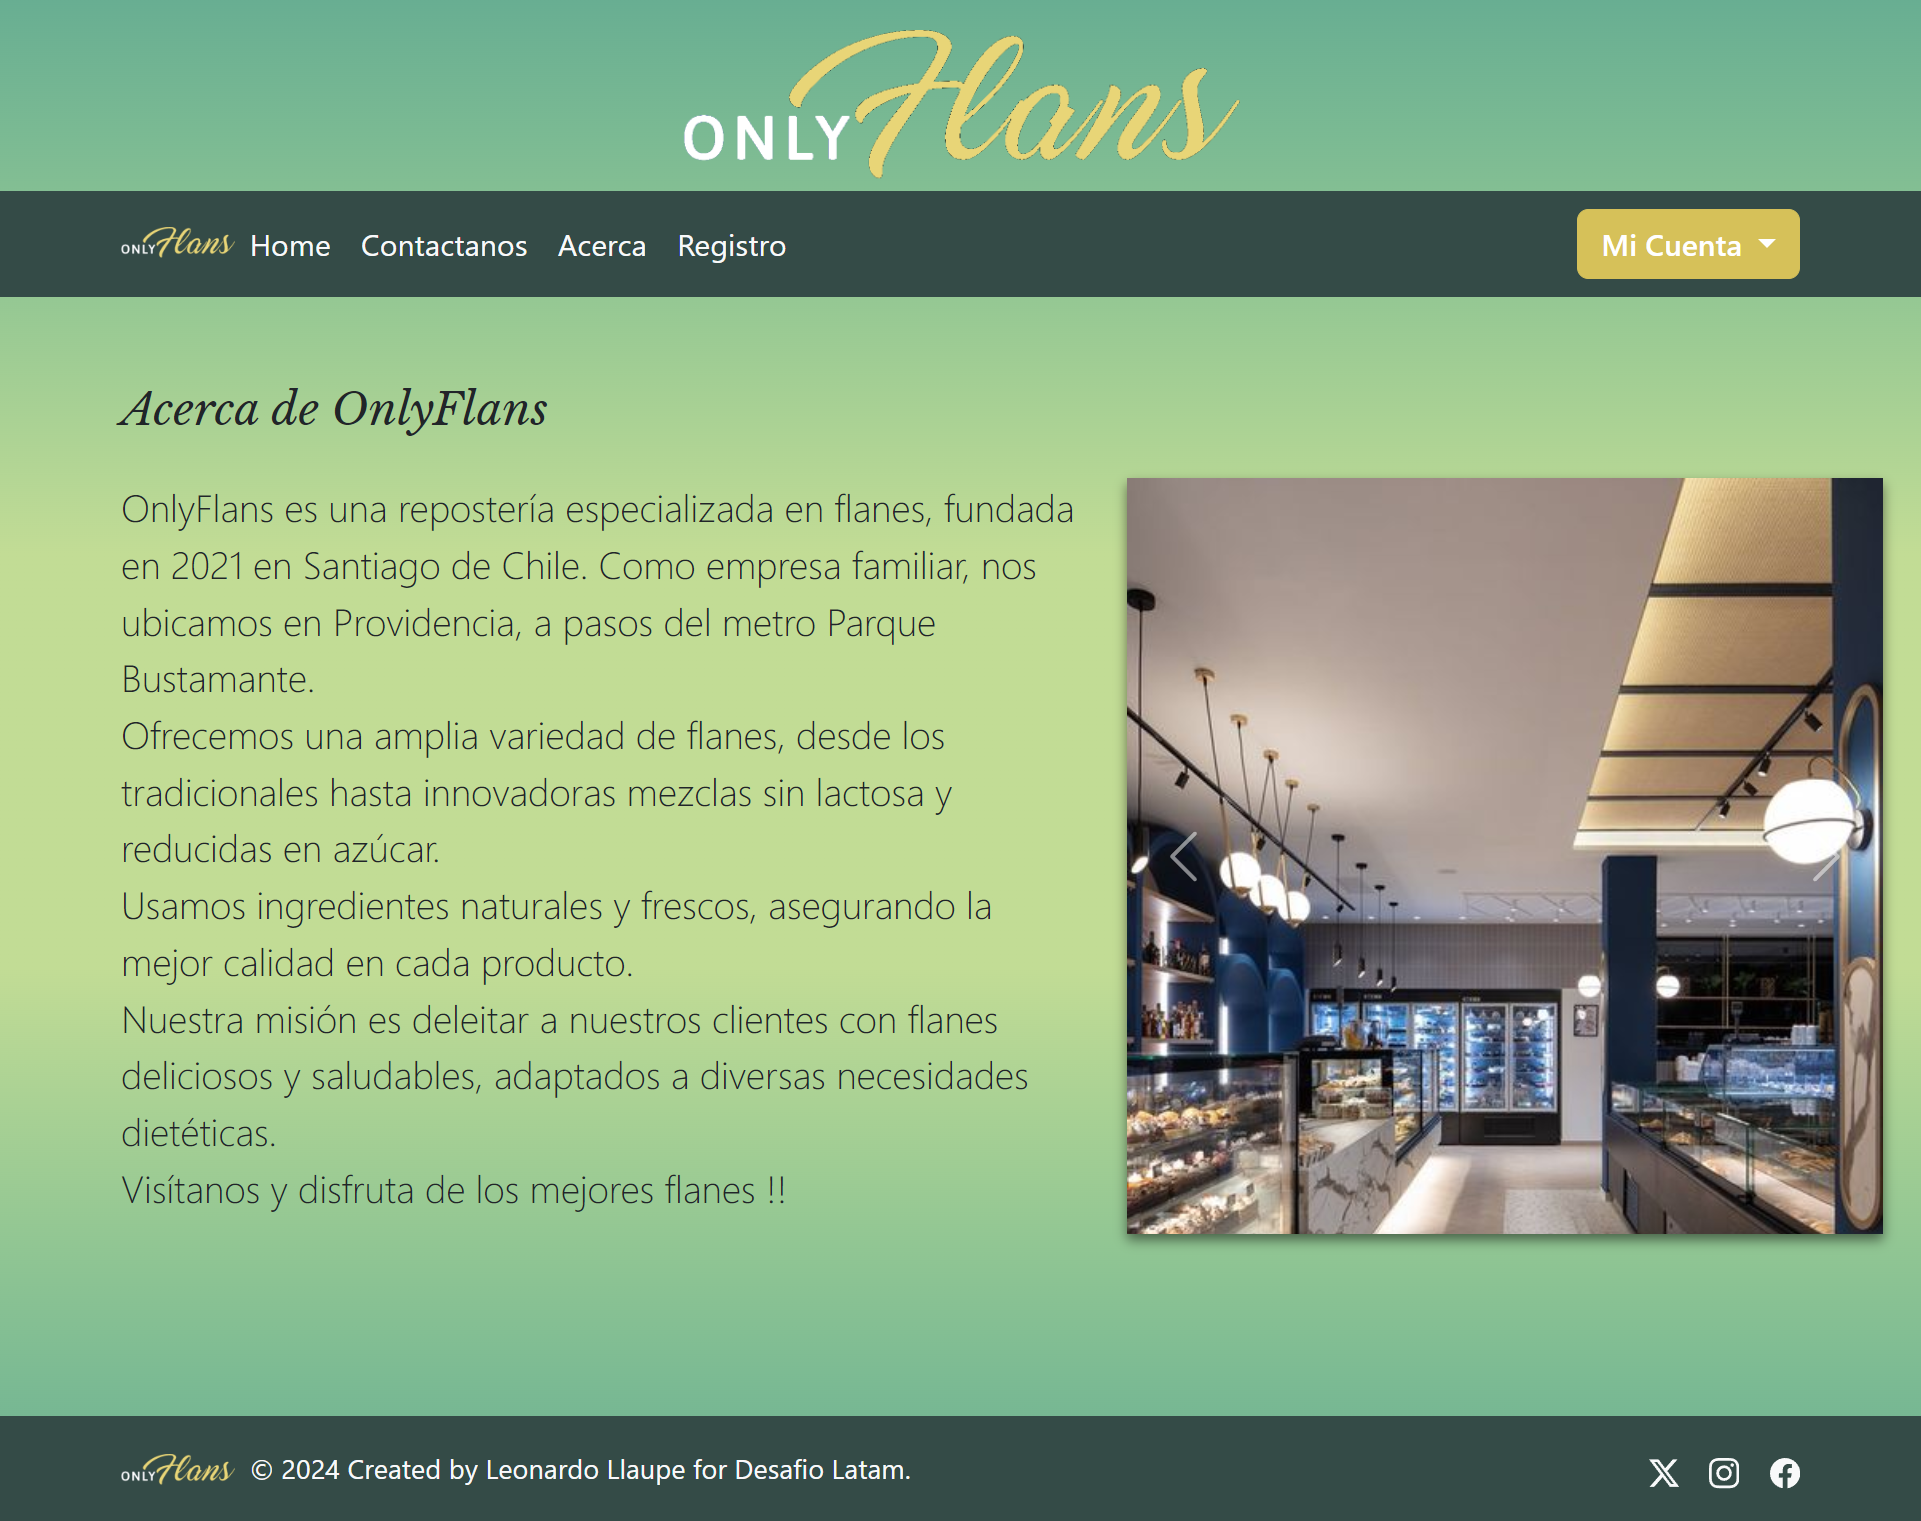 ONLY Flans
ONLY Flans Home Contactanos Acerca Registro Mi Cuenta
Acerca de OnlyFlans
OnlyFlans es una repostería especializada en flanes, fundada
en 2021 en Santiago de Chile. Como empresa familiar, nos
ubicamos en Providencia, a pasos del metro Parque
Bustamante.
Ofrecemos una amplia variedad de flanes, desde los
tradicionales hasta innovadoras mezclas sin lactosa y
reducidas en azúcar.
Usamos ingredientes naturales y frescos, asegurando la
mejor calidad en cada producto.
Nuestra misión es deleitar a nuestros clientes con flanes
deliciosos y saludables, adaptados a diversas necesidades
dietéticas.
Visítanos y disfruta de los mejores flanes !!
ONLY Flans © 2024 Created by Leonardo Llaupe for Desafio Latam.